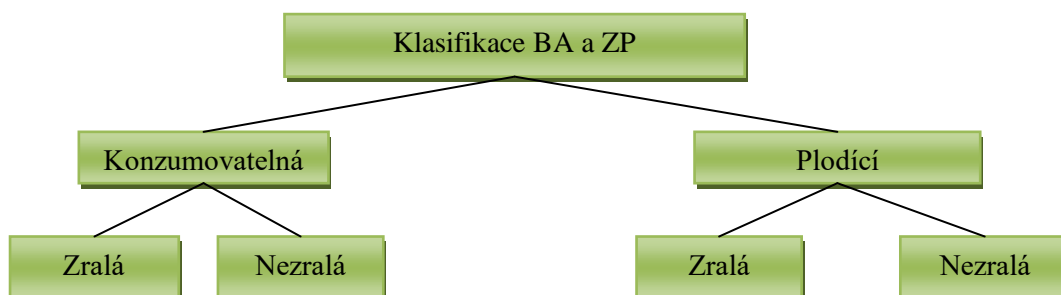 Klasifikace BA a ZP
Konzumovatelná
Plodící
Zralá
Nezralá
Zralá
Nezralá